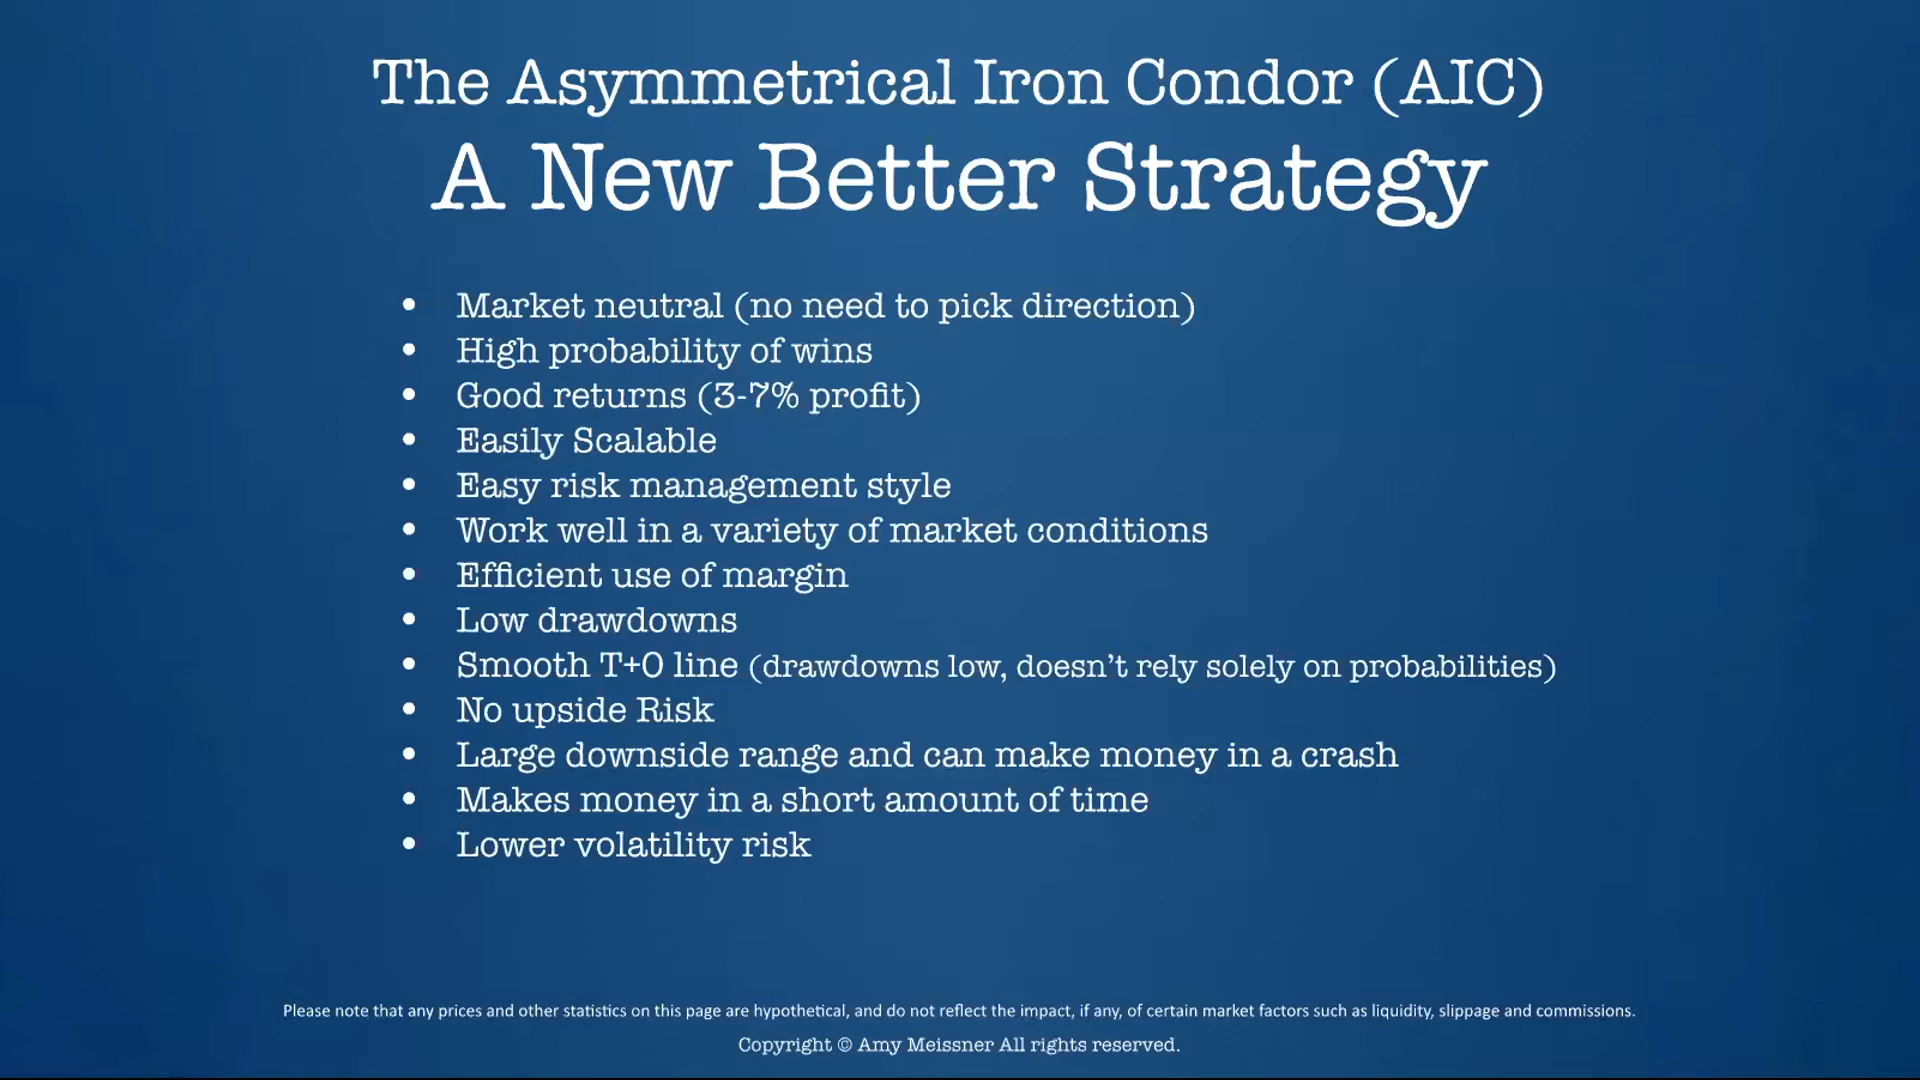 The Asymmetrical Iron Condor (AIC)
A New Better Strategy
• Market neutral (no need to pick direction)
• High probability of wins
• Good returns (3-7% profit)
• Easily Scalable
• Easy risk management style
• Work well in a variety of market conditions
• Efficient use of margin
• Low drawdowns
• Smooth T+0 line (drawdowns low, doesn't rely solely on probabilities)
• No upside Risk
• Large downside range and can make money in a crash
• Makes money in a short amount of time
• Lower volatility risk
Please note that any prices and other statistics on this page are hypothetical, and do not reflect the impact, if any, of certain market factors such as liquidity, slippage and commissions.
Copyright © Amy Meissner All rights reserved.